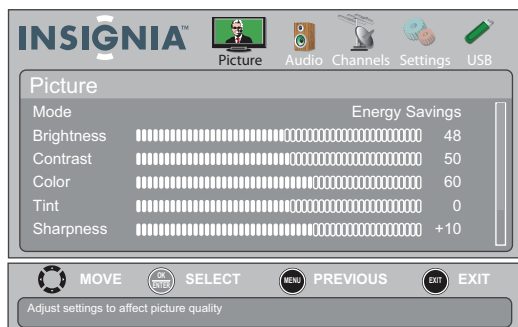 INSIGNIA™
Picture Audio Channels Settings USB
Picture
Mode Energy Savings
Brightness 48
Contrast 50
Color 60
Tint 0
Sharpness +10
MOVE OK ENTER SELECT MENU PREVIOUS EXIT EXIT
Adjust settings to affect picture quality